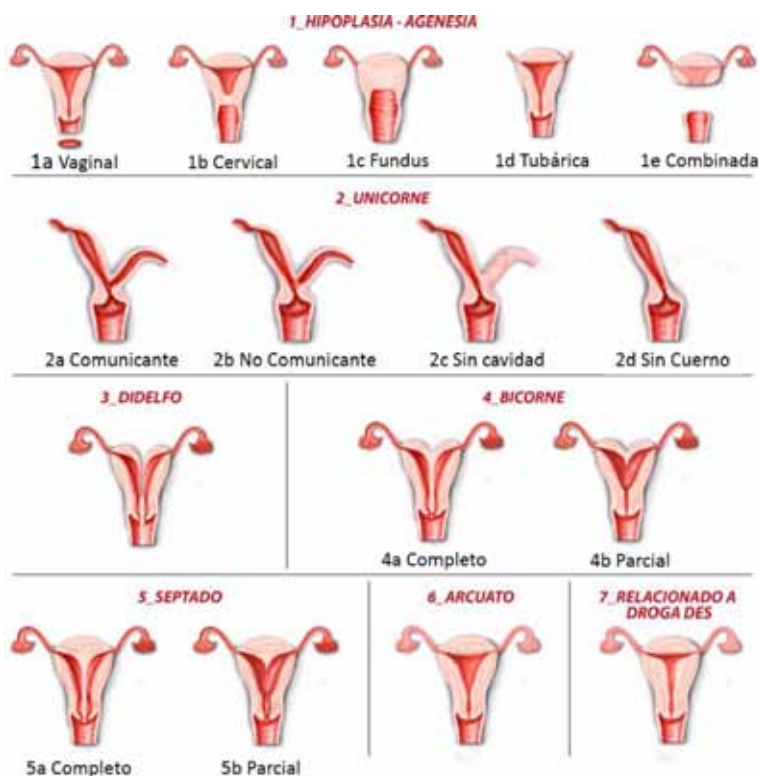 1_HIPOPLASIA - AGENESIA
1a Vaginal
1b Cervical
1c Fundus
1d Tubárica
1e Combinada
2_UNICORNE
2a Comunicante
2b No Comunicante
2c Sin cavidad
2d Sin Cuerno
3_DIDELFO
4_BICORNE
4a Completo
4b Parcial
5_SEPTADO
6_ARCUATO
7_RELACIONADO A
DROGA DES
5a Completo
5b Parcial